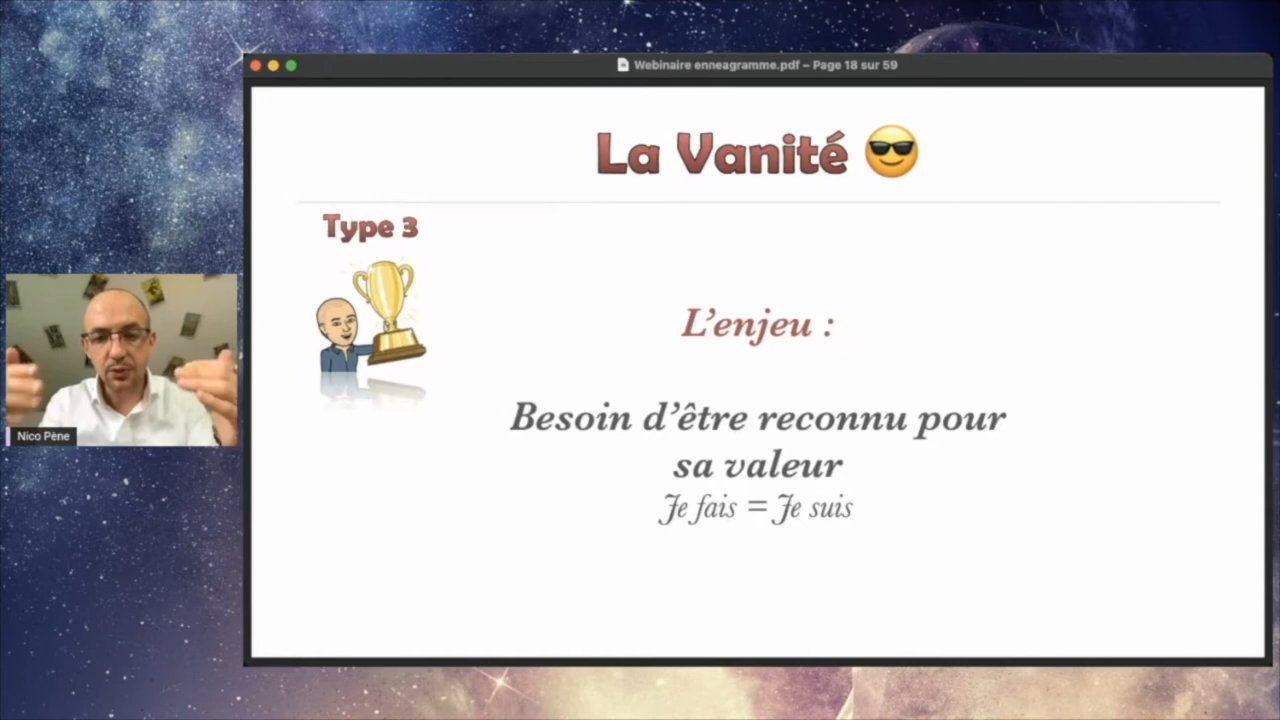 Webinaire enneagramme.pdf – Page 18 sur 59
La Vanité 😎
Type 3
L'enjeu :
Besoin d'être reconnu pour
sa valeur
Je fais = Je suis
Nico Pène